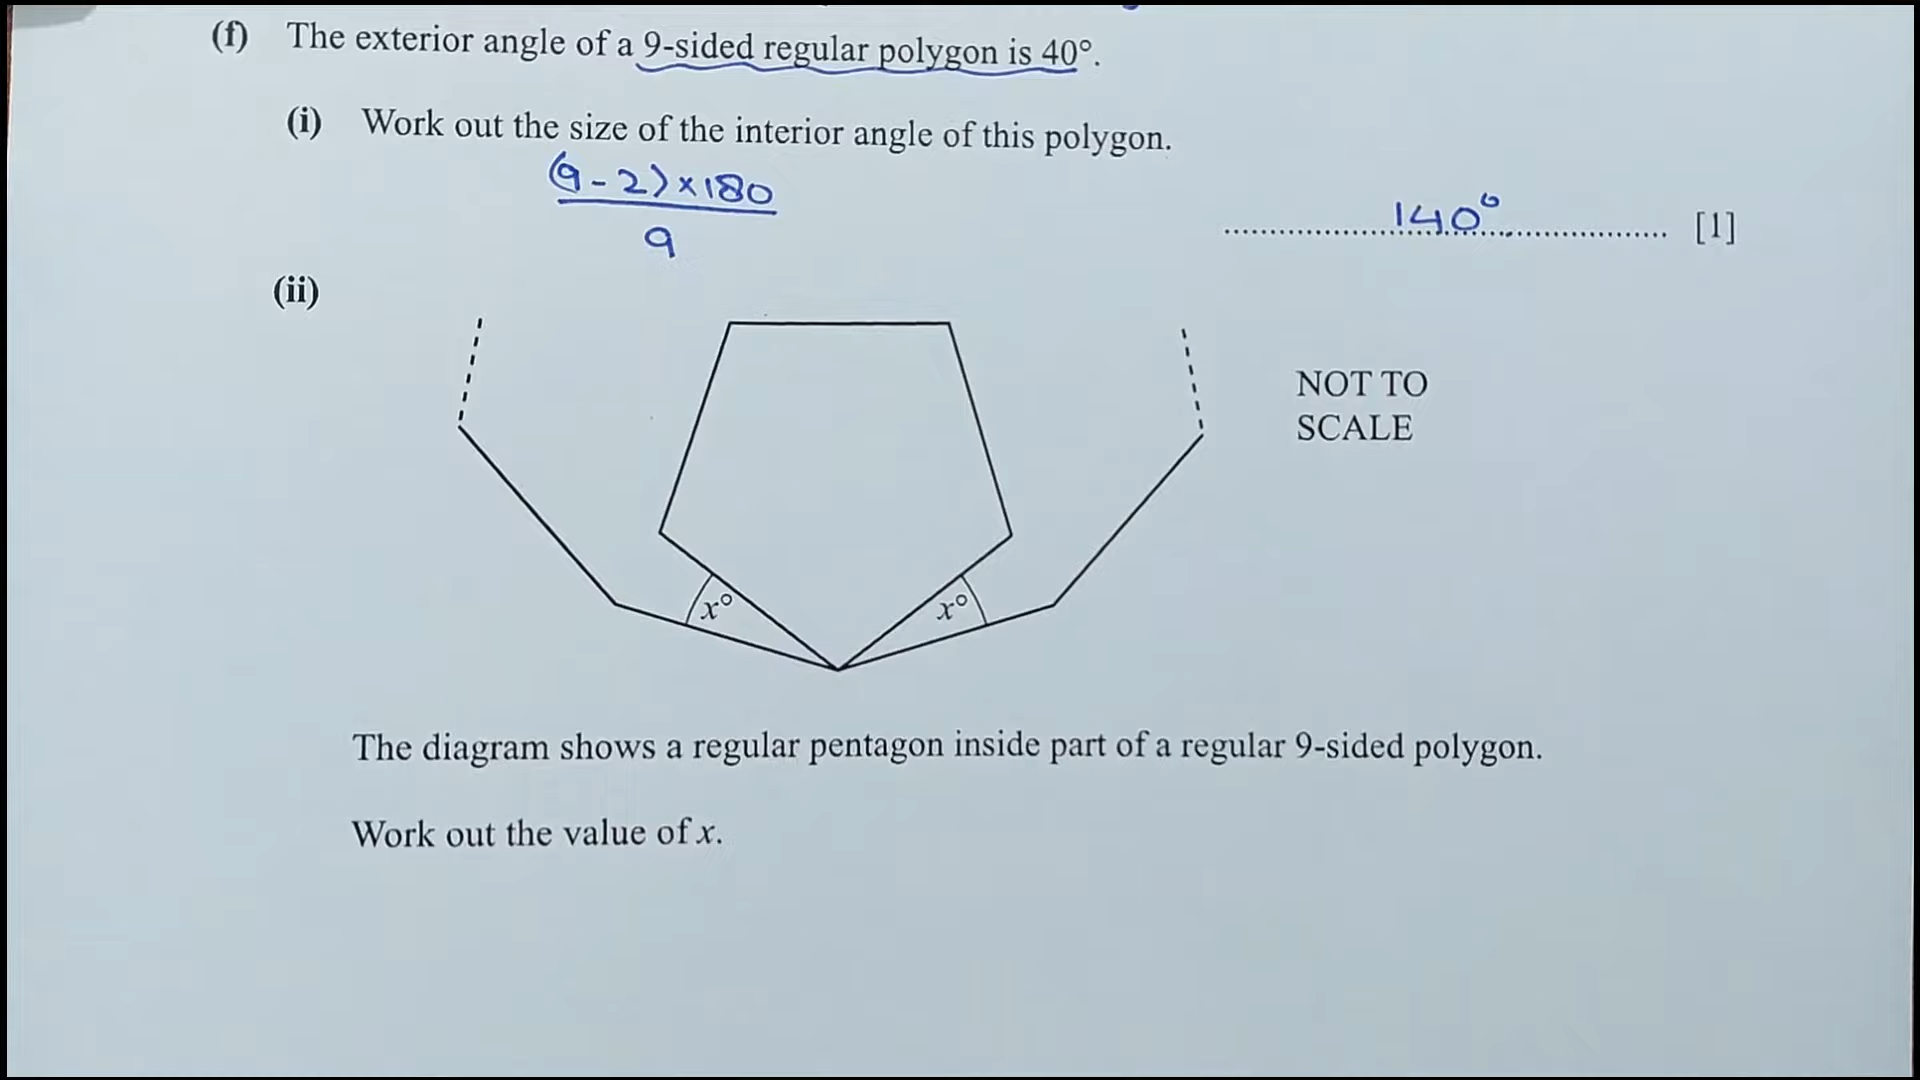 (f) The exterior angle of a 9-sided regular polygon is 40°.
(i) Work out the size of the interior angle of this polygon.
(9-2)×180
9
140° [1]
(ii)
NOT TO
SCALE
x° x°
The diagram shows a regular pentagon inside part of a regular 9-sided polygon.
Work out the value of x.